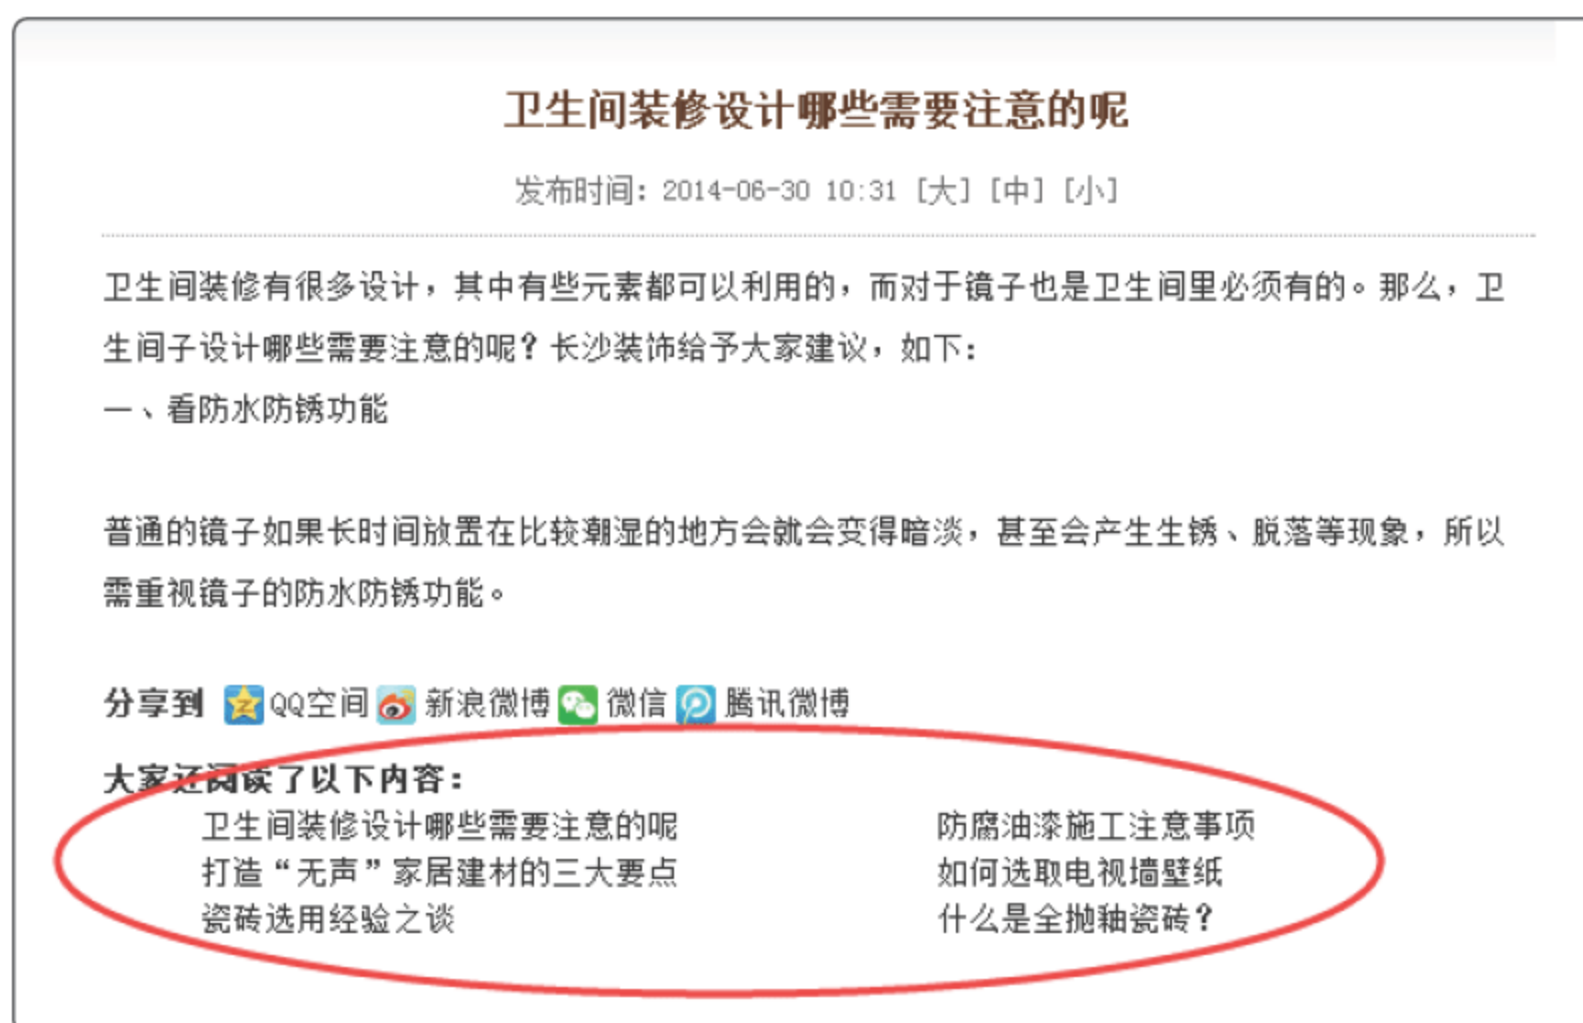 卫生间装修设计哪些需要注意的呢
发布时间：2014-06-30 10:31 [大] [中] [小]
卫生间装修有很多设计，其中有些元素都可以利用的，而对于镜子也是卫生间里必须有的。那么，卫
生间子设计哪些需要注意的呢？长沙装饰给予大家建议，如下：
一、看防水防锈功能
普通的镜子如果长时间放置在比较潮湿的地方会就会变得暗淡，甚至会产生生锈、脱落等现象，所以
需重视镜子的防水防锈功能。
分享到 QQ空间 新浪微博 微信 腾讯微博
大家还阅读了以下内容：
卫生间装修设计哪些需要注意的呢 防腐油漆施工注意事项
打造“无声”家居建材的三大要点 如何选取电视墙壁纸
瓷砖选用经验之谈 什么是全抛釉瓷砖？